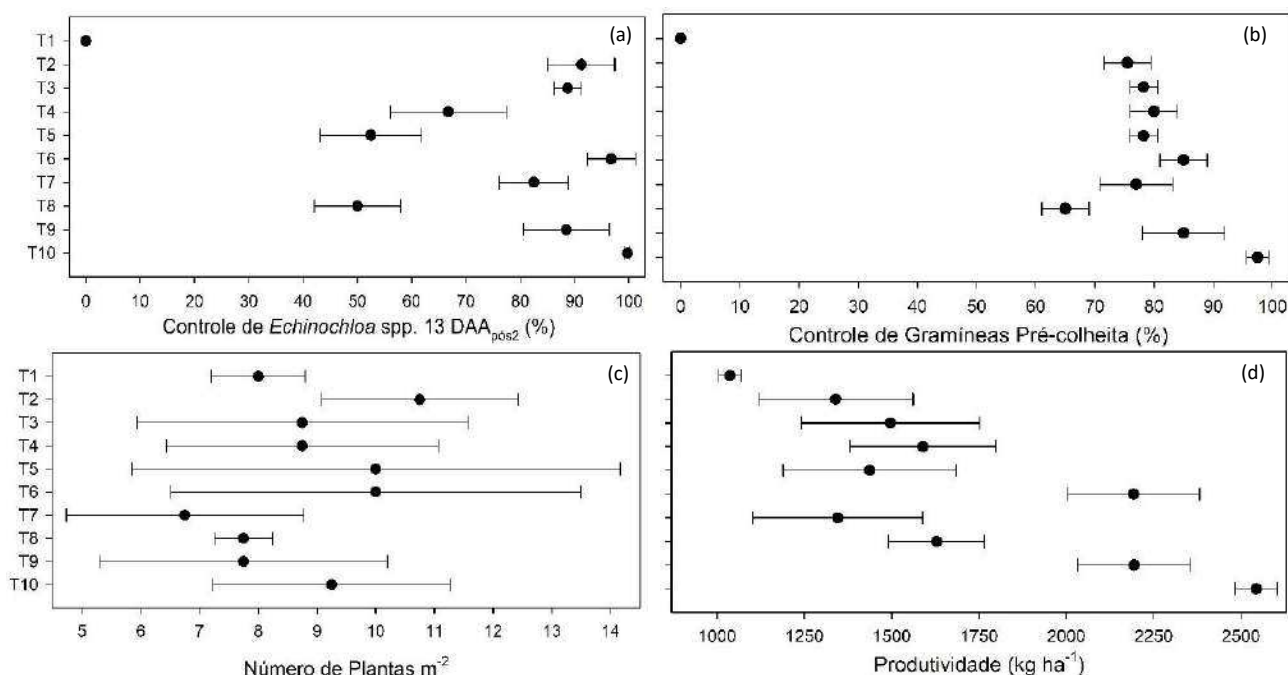 (a)
T1
T2
T3
T4
T5
T6
T7
T8
T9
T10
0 10 20 30 40 50 60 70 80 90 100
Controle de Echinochloa spp. 13 DAApós2 (%)
(b)
0 10 20 30 40 50 60 70 80 90 100
Controle de Gramíneas Pré-colheita (%)
(c)
T1
T2
T3
T4
T5
T6
T7
T8
T9
T10
5 6 7 8 9 10 11 12 13 14
Número de Plantas m-2
(d)
1000 1250 1500 1750 2000 2250 2500
Produtividade (kg ha-1)